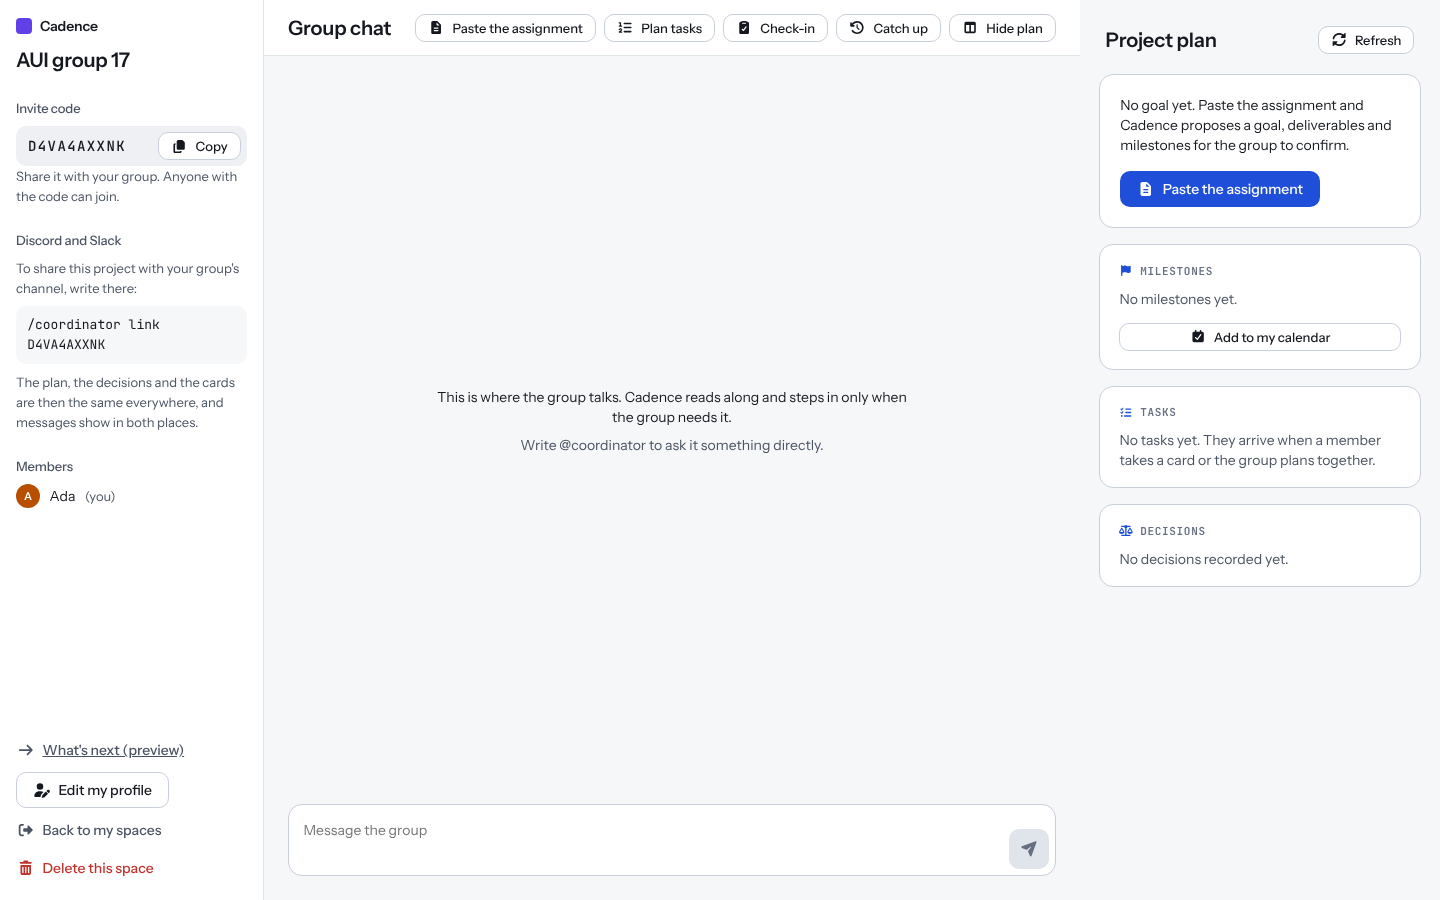 Cadence
AUI group 17
Invite code
D4VA4AXXNK
Copy
Share it with your group. Anyone with
the code can join.
Discord and Slack
To share this project with your group's
channel, write there:
/coordinator link
D4VA4AXXNK
The plan, the decisions and the cards
are then the same everywhere, and
messages show in both places.
Members
A
Ada (you)
What's next (preview)
Edit my profile
Back to my spaces
Delete this space
Group chat
Paste the assignment
Plan tasks
Check-in
Catch up
Hide plan
This is where the group talks. Cadence reads along and steps in only when
the group needs it.
Write @coordinator to ask it something directly.
Message the group
Project plan
Refresh
No goal yet. Paste the assignment and
Cadence proposes a goal, deliverables and
milestones for the group to confirm.
Paste the assignment
MILESTONES
No milestones yet.
Add to my calendar
TASKS
No tasks yet. They arrive when a member
takes a card or the group plans together.
DECISIONS
No decisions recorded yet.